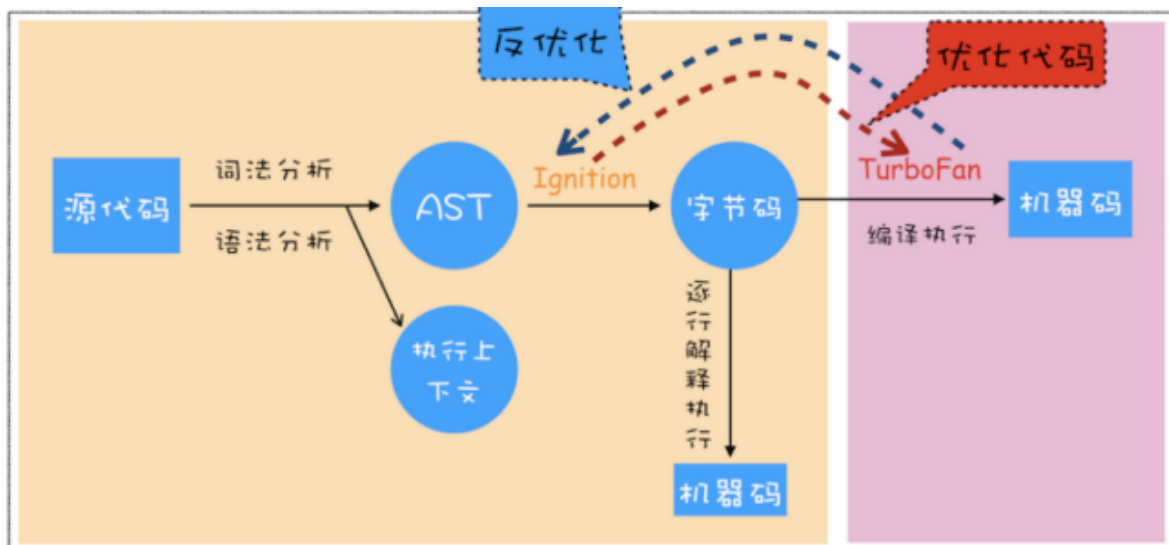 反优化
优化代码
源代码
词法分析
语法分析
AST
Ignition
字节码
TurboFan
编译执行
机器码
执行上
下文
逐行解释执行
机器码